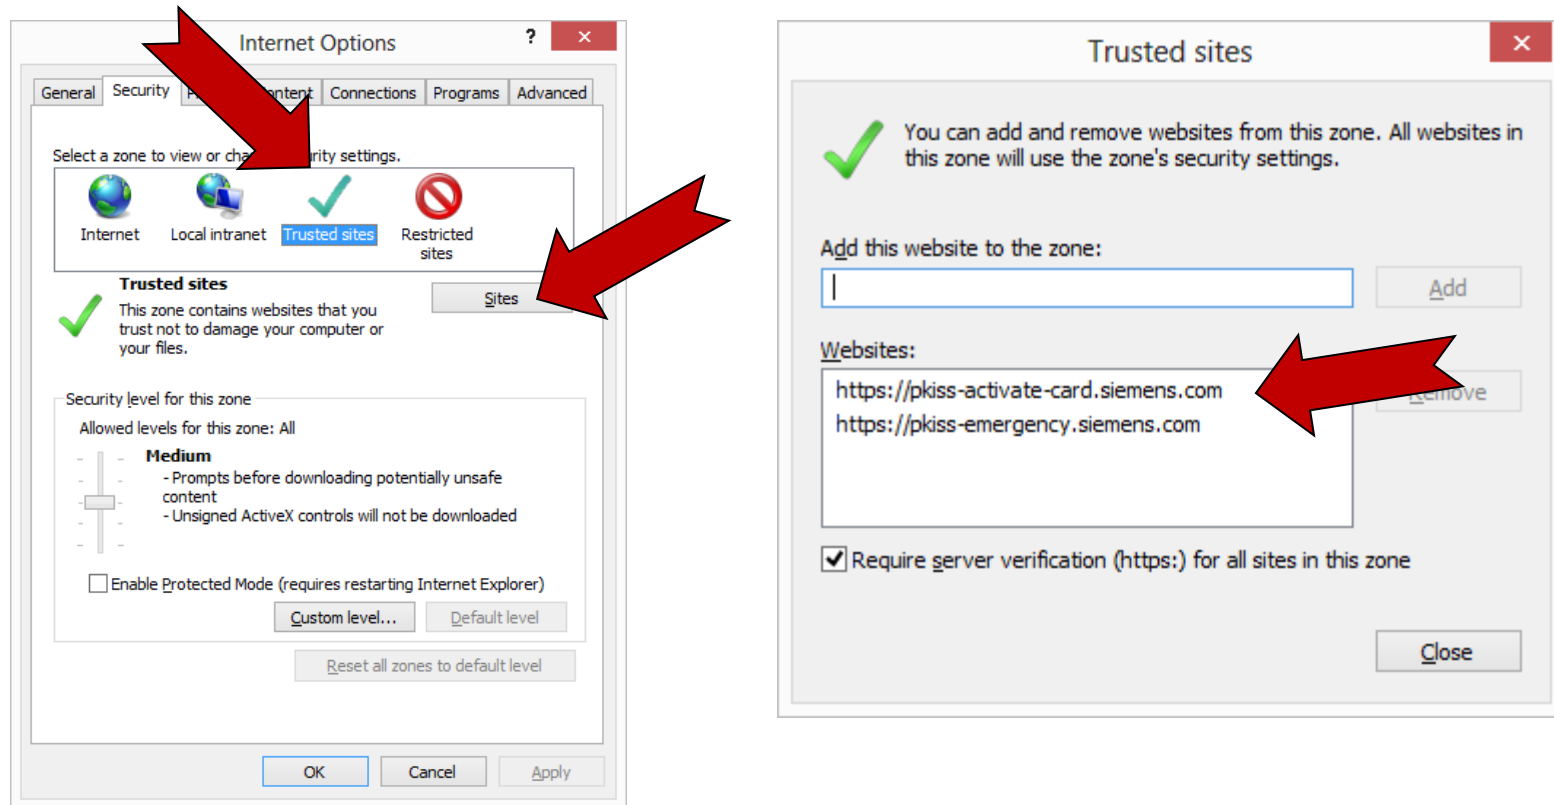 Internet Options
?
General Security Connections Programs Advanced
Select a zone to view or settings.
Internet
Local intranet
Trusted sites
Restricted
sites
Trusted sites
This zone contains websites that you
trust not to damage your computer or
your files.
Sites
Security level for this zone
Allowed levels for this zone: All
Medium
- Prompts before downloading potentially unsafe
content
- Unsigned ActiveX controls will not be downloaded
Enable Protected Mode (requires restarting Internet Explorer)
Custom level... Default level
Reset all zones to default level
OK Cancel Apply
Trusted sites
You can add and remove websites from this zone. All websites in
this zone will use the zone's security settings.
Add this website to the zone:
Add
Websites:
https://pkiss-activate-card.siemens.com
https://pkiss-emergency.siemens.com
Remove
Require server verification (https:) for all sites in this zone
Close